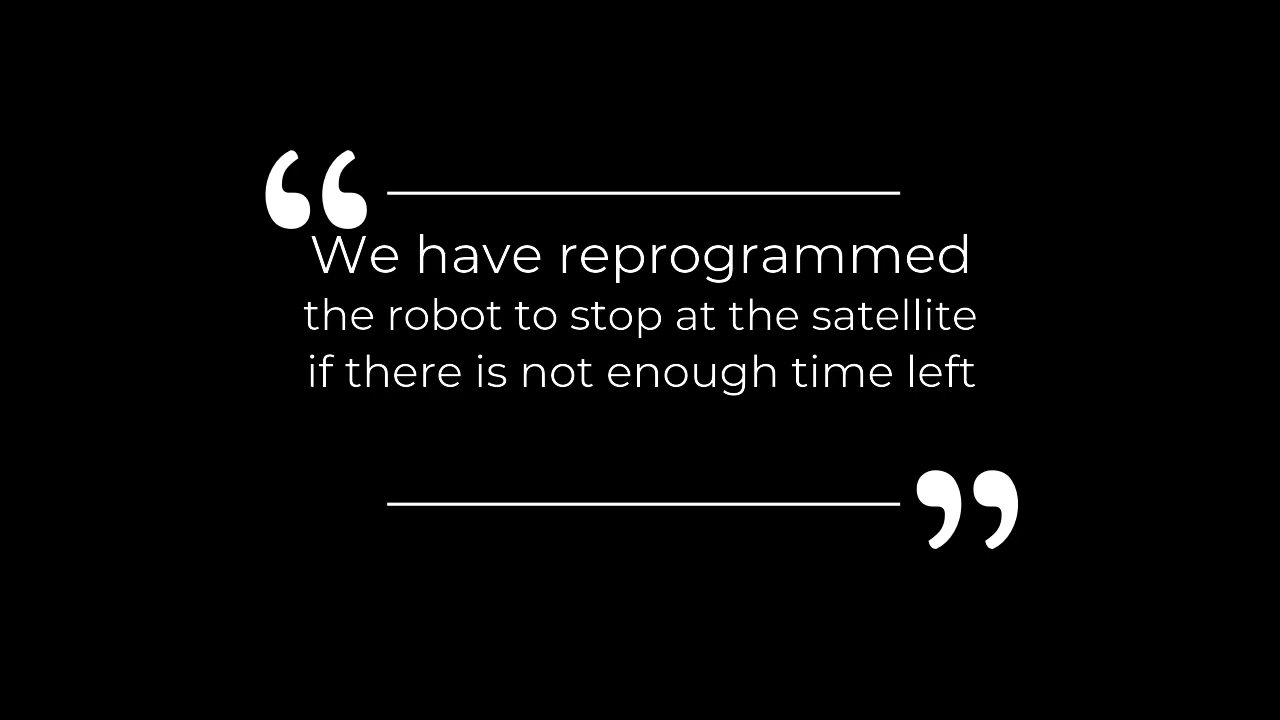 “
We have reprogrammed
the robot to stop at the satellite
if there is not enough time left
”